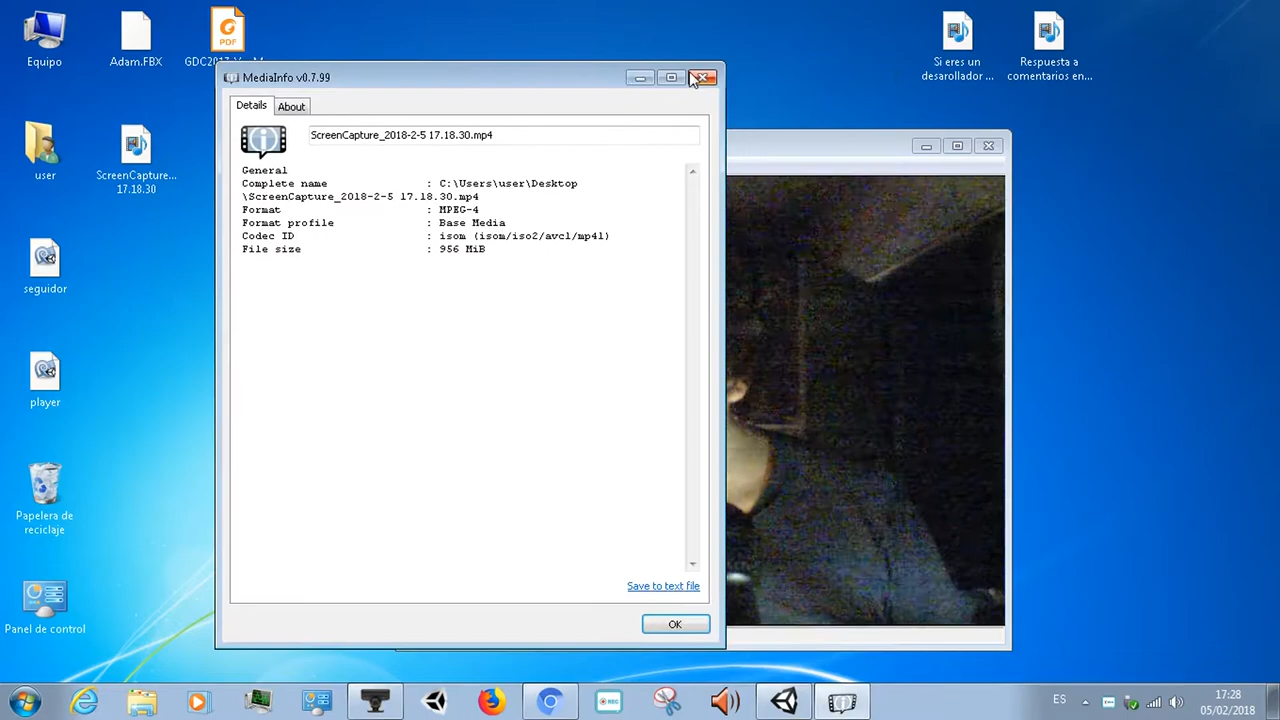 Equipo
Adam.FBX
PDF
Si eres un
desarollador ...
Respuesta a
comentarios en...
user
ScreenCapture...
17.18.30
seguidor
player
Papelera de
reciclaje
Panel de control
MediaInfo v0.7.99
Details
About
ScreenCapture_2018-2-5 17.18.30.mp4
General
Complete name : C:\Users\user\Desktop
\ScreenCapture_2018-2-5 17.18.30.mp4
Format : MPEG-4
Format profile : Base Media
Codec ID : isom (isom/iso2/avc1/mp41)
File size : 956 MiB
Save to text file
OK
REC
ES
17:28
05/02/2018